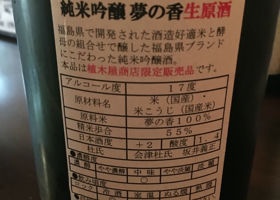 純米吟醸 夢の香 生原酒
福島県で開発された酒造好適米と酵
母の組合せで醸した福島県ブランド
にこだわった純米吟醸酒。
本品は植木屋商店限定販売品です。
アルコール度 17度
原材料名 米（国産）・
米こうじ（国産米）
原料米 夢の香100％
精米歩合 55％
日本酒度 ＋2 酸度 1.4
杜氏 会津杜氏 坂井義正
中味